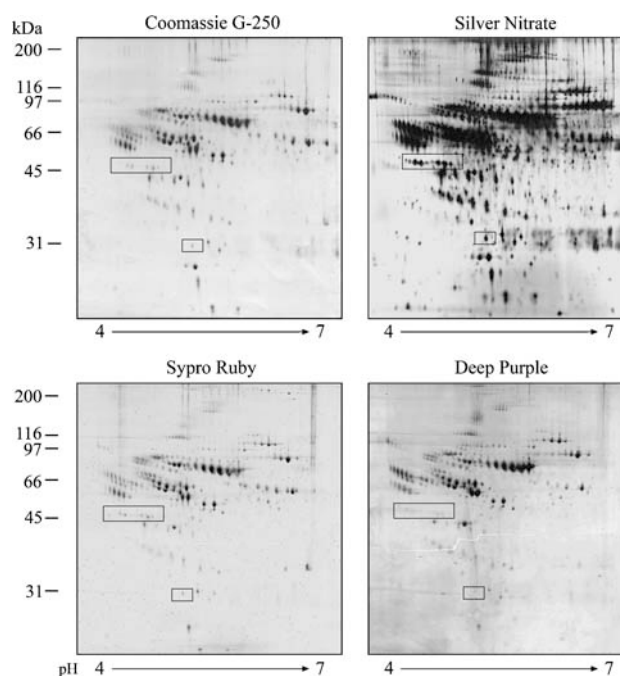 Coomassie G-250
Silver Nitrate
kDa
200
116
97
66
45
31
4 7
4 7
Sypro Ruby
Deep Purple
200
116
97
66
45
31
pH 4 7
4 7